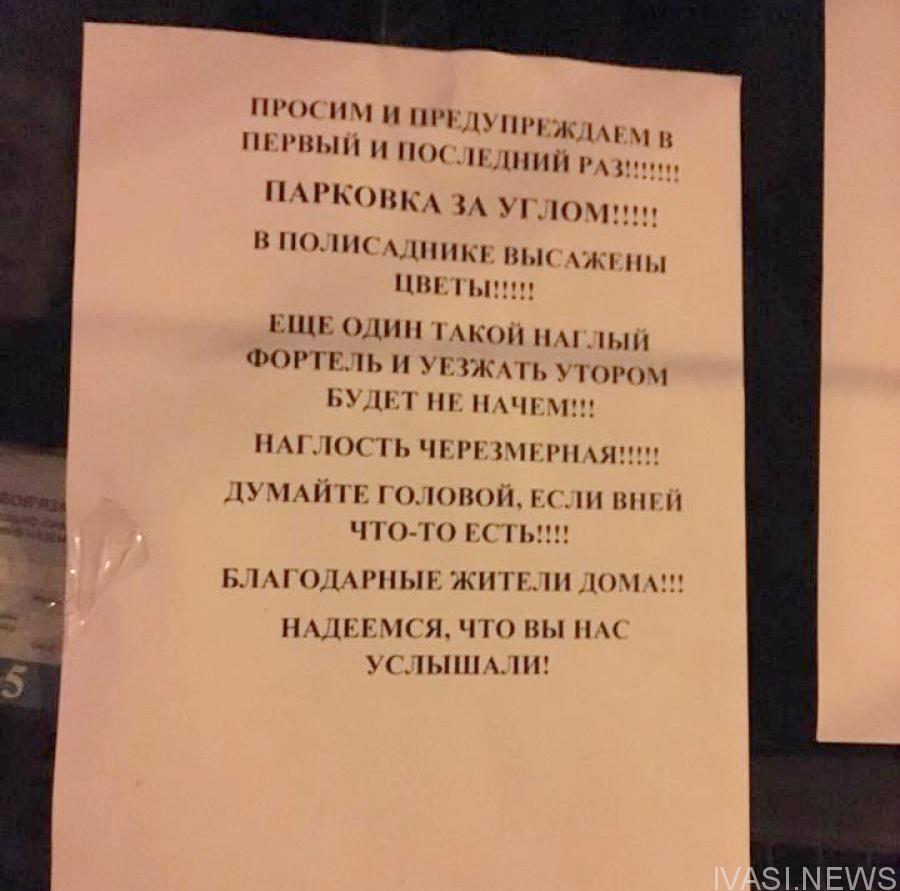 ПРОСИМ И ПРЕДУПРЕЖДАЕМ В
ПЕРВЫЙ И ПОСЛЕДНИЙ РАЗ!!!!!!!
ПАРКОВКА ЗА УГЛОМ!!!!!
В ПОЛИСАДНИКЕ ВЫСАЖЕНЫ
ЦВЕТЫ!!!!!
ЕЩЕ ОДИН ТАКОЙ НАГЛЫЙ
ФОРТЕЛЬ И УЕЗЖАТЬ УТОРОМ
БУДЕТ НЕ НАЧЕМ!!!
НАГЛОСТЬ ЧЕРЕЗМЕРНАЯ!!!!!
ДУМАЙТЕ ГОЛОВОЙ, ЕСЛИ ВНЕЙ
ЧТО-ТО ЕСТЬ!!!!
БЛАГОДАРНЫЕ ЖИТЕЛИ ДОМА!!!
НАДЕЕМСЯ, ЧТО ВЫ НАС
УСЛЫШАЛИ!
5
IVASI.NEWS